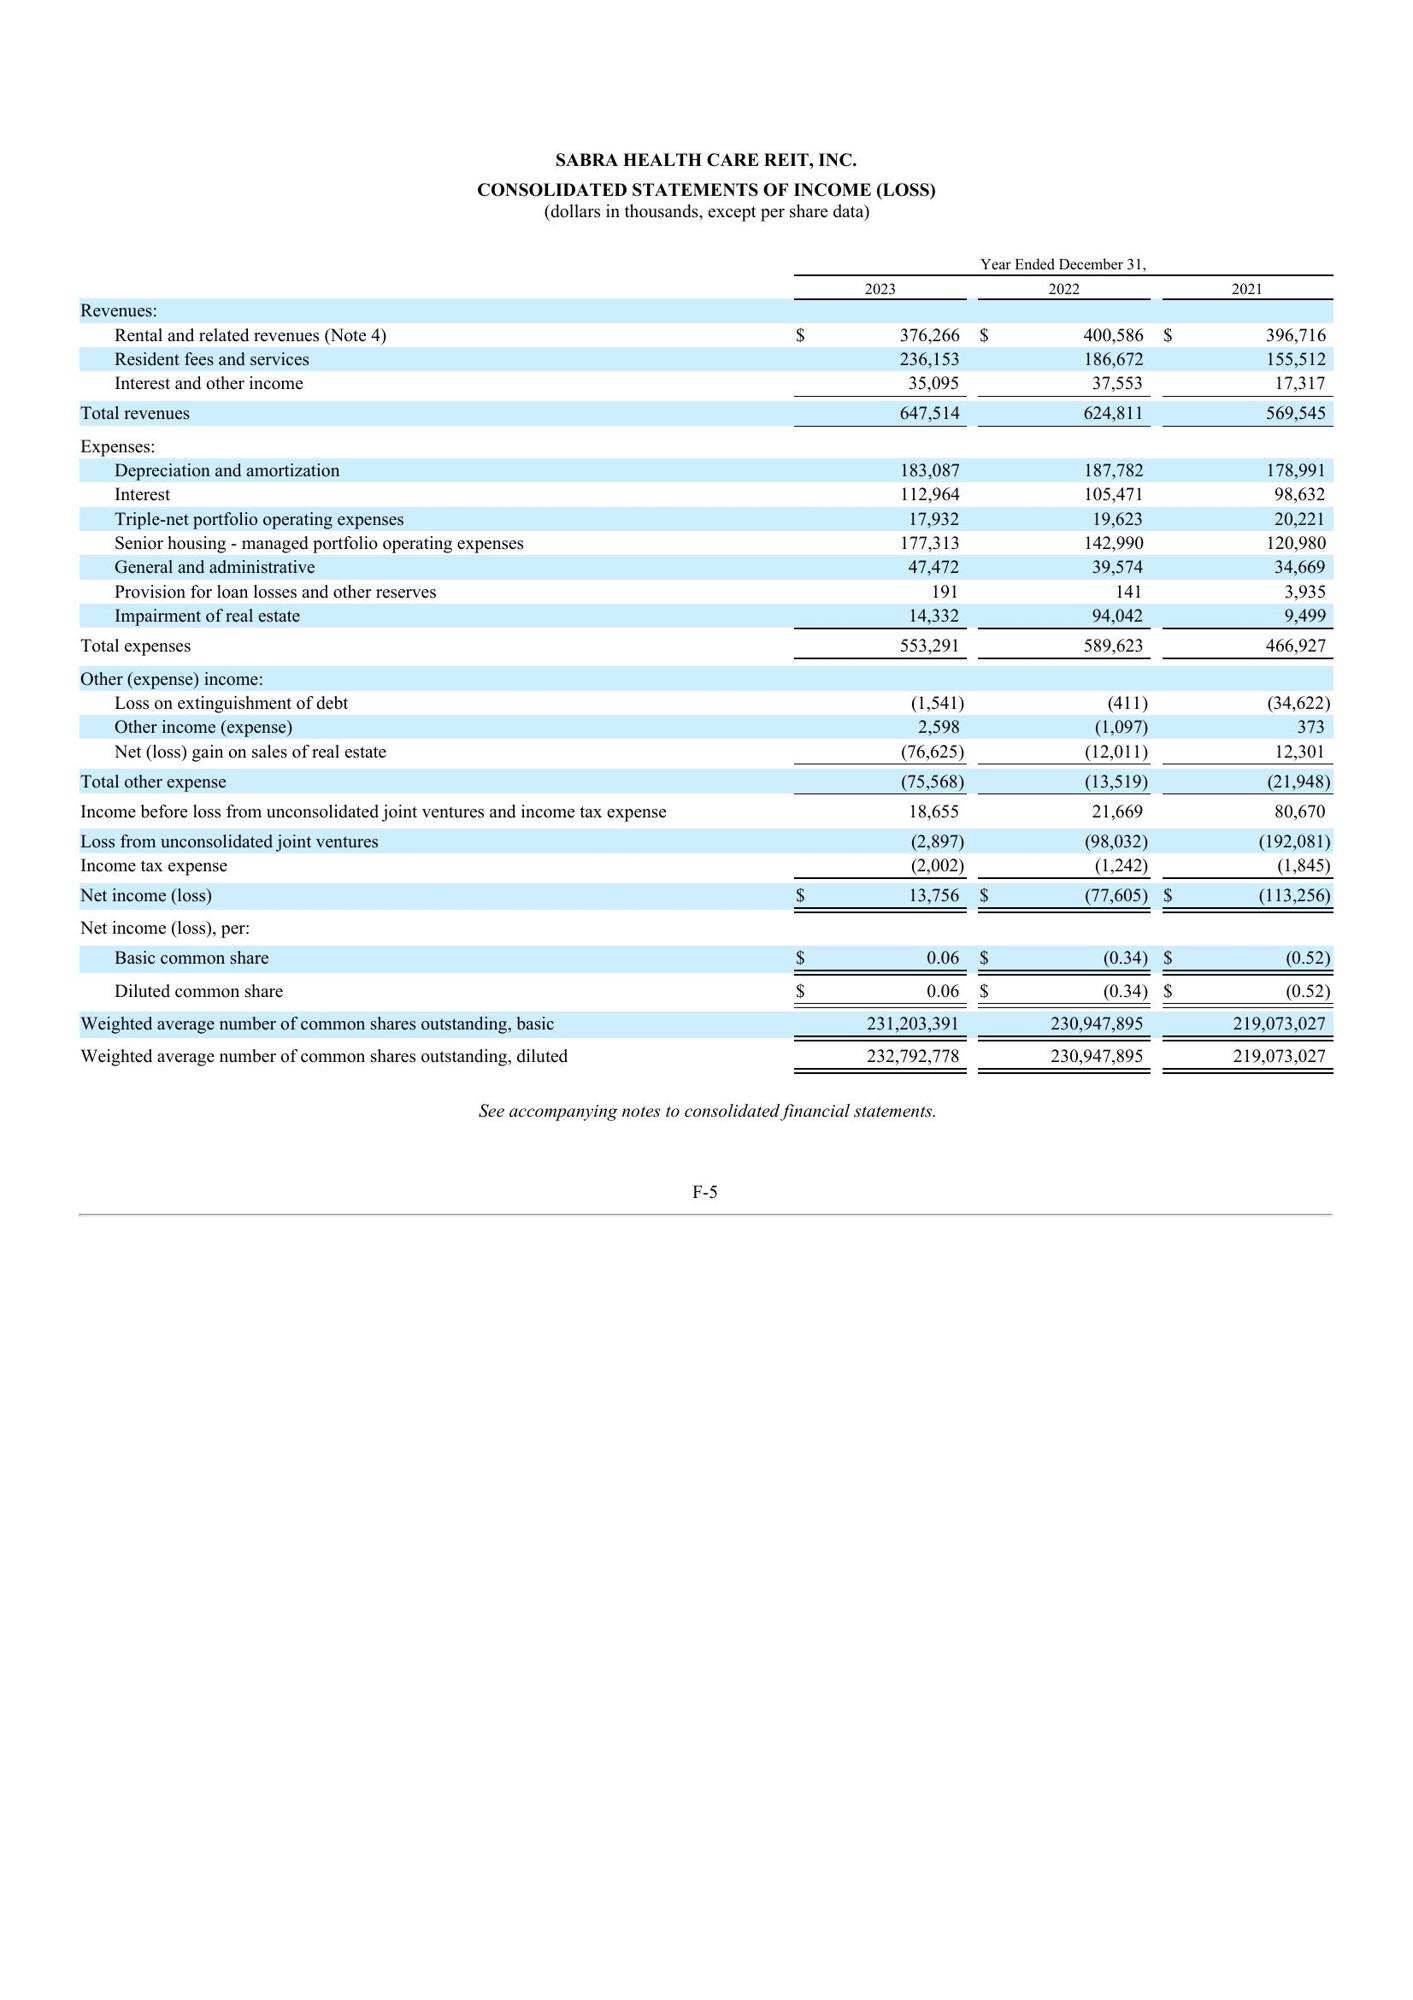 SABRA HEALTH CARE REIT, INC.
CONSOLIDATED STATEMENTS OF INCOME (LOSS)
(dollars in thousands, except per share data)
Year Ended December 31,
2023 2022 2021
Revenues:
Rental and related revenues (Note 4) $ 376,266 $ 400,586 $ 396,716
Resident fees and services 236,153 186,672 155,512
Interest and other income 35,095 37,553 17,317
Total revenues 647,514 624,811 569,545
Expenses:
Depreciation and amortization 183,087 187,782 178,991
Interest 112,964 105,471 98,632
Triple-net portfolio operating expenses 17,932 19,623 20,221
Senior housing - managed portfolio operating expenses 177,313 142,990 120,980
General and administrative 47,472 39,574 34,669
Provision for loan losses and other reserves 191 141 3,935
Impairment of real estate 14,332 94,042 9,499
Total expenses 553,291 589,623 466,927
Other (expense) income:
Loss on extinguishment of debt (1,541) (411) (34,622)
Other income (expense) 2,598 (1,097) 373
Net (loss) gain on sales of real estate (76,625) (12,011) 12,301
Total other expense (75,568) (13,519) (21,948)
Income before loss from unconsolidated joint ventures and income tax expense 18,655 21,669 80,670
Loss from unconsolidated joint ventures (2,897) (98,032) (192,081)
Income tax expense (2,002) (1,242) (1,845)
Net income (loss) $ 13,756 $ (77,605) $ (113,256)
Net income (loss), per:
Basic common share $ 0.06 $ (0.34) $ (0.52)
Diluted common share $ 0.06 $ (0.34) $ (0.52)
Weighted average number of common shares outstanding, basic 231,203,391 230,947,895 219,073,027
Weighted average number of common shares outstanding, diluted 232,792,778 230,947,895 219,073,027
See accompanying notes to consolidated financial statements.
F-5